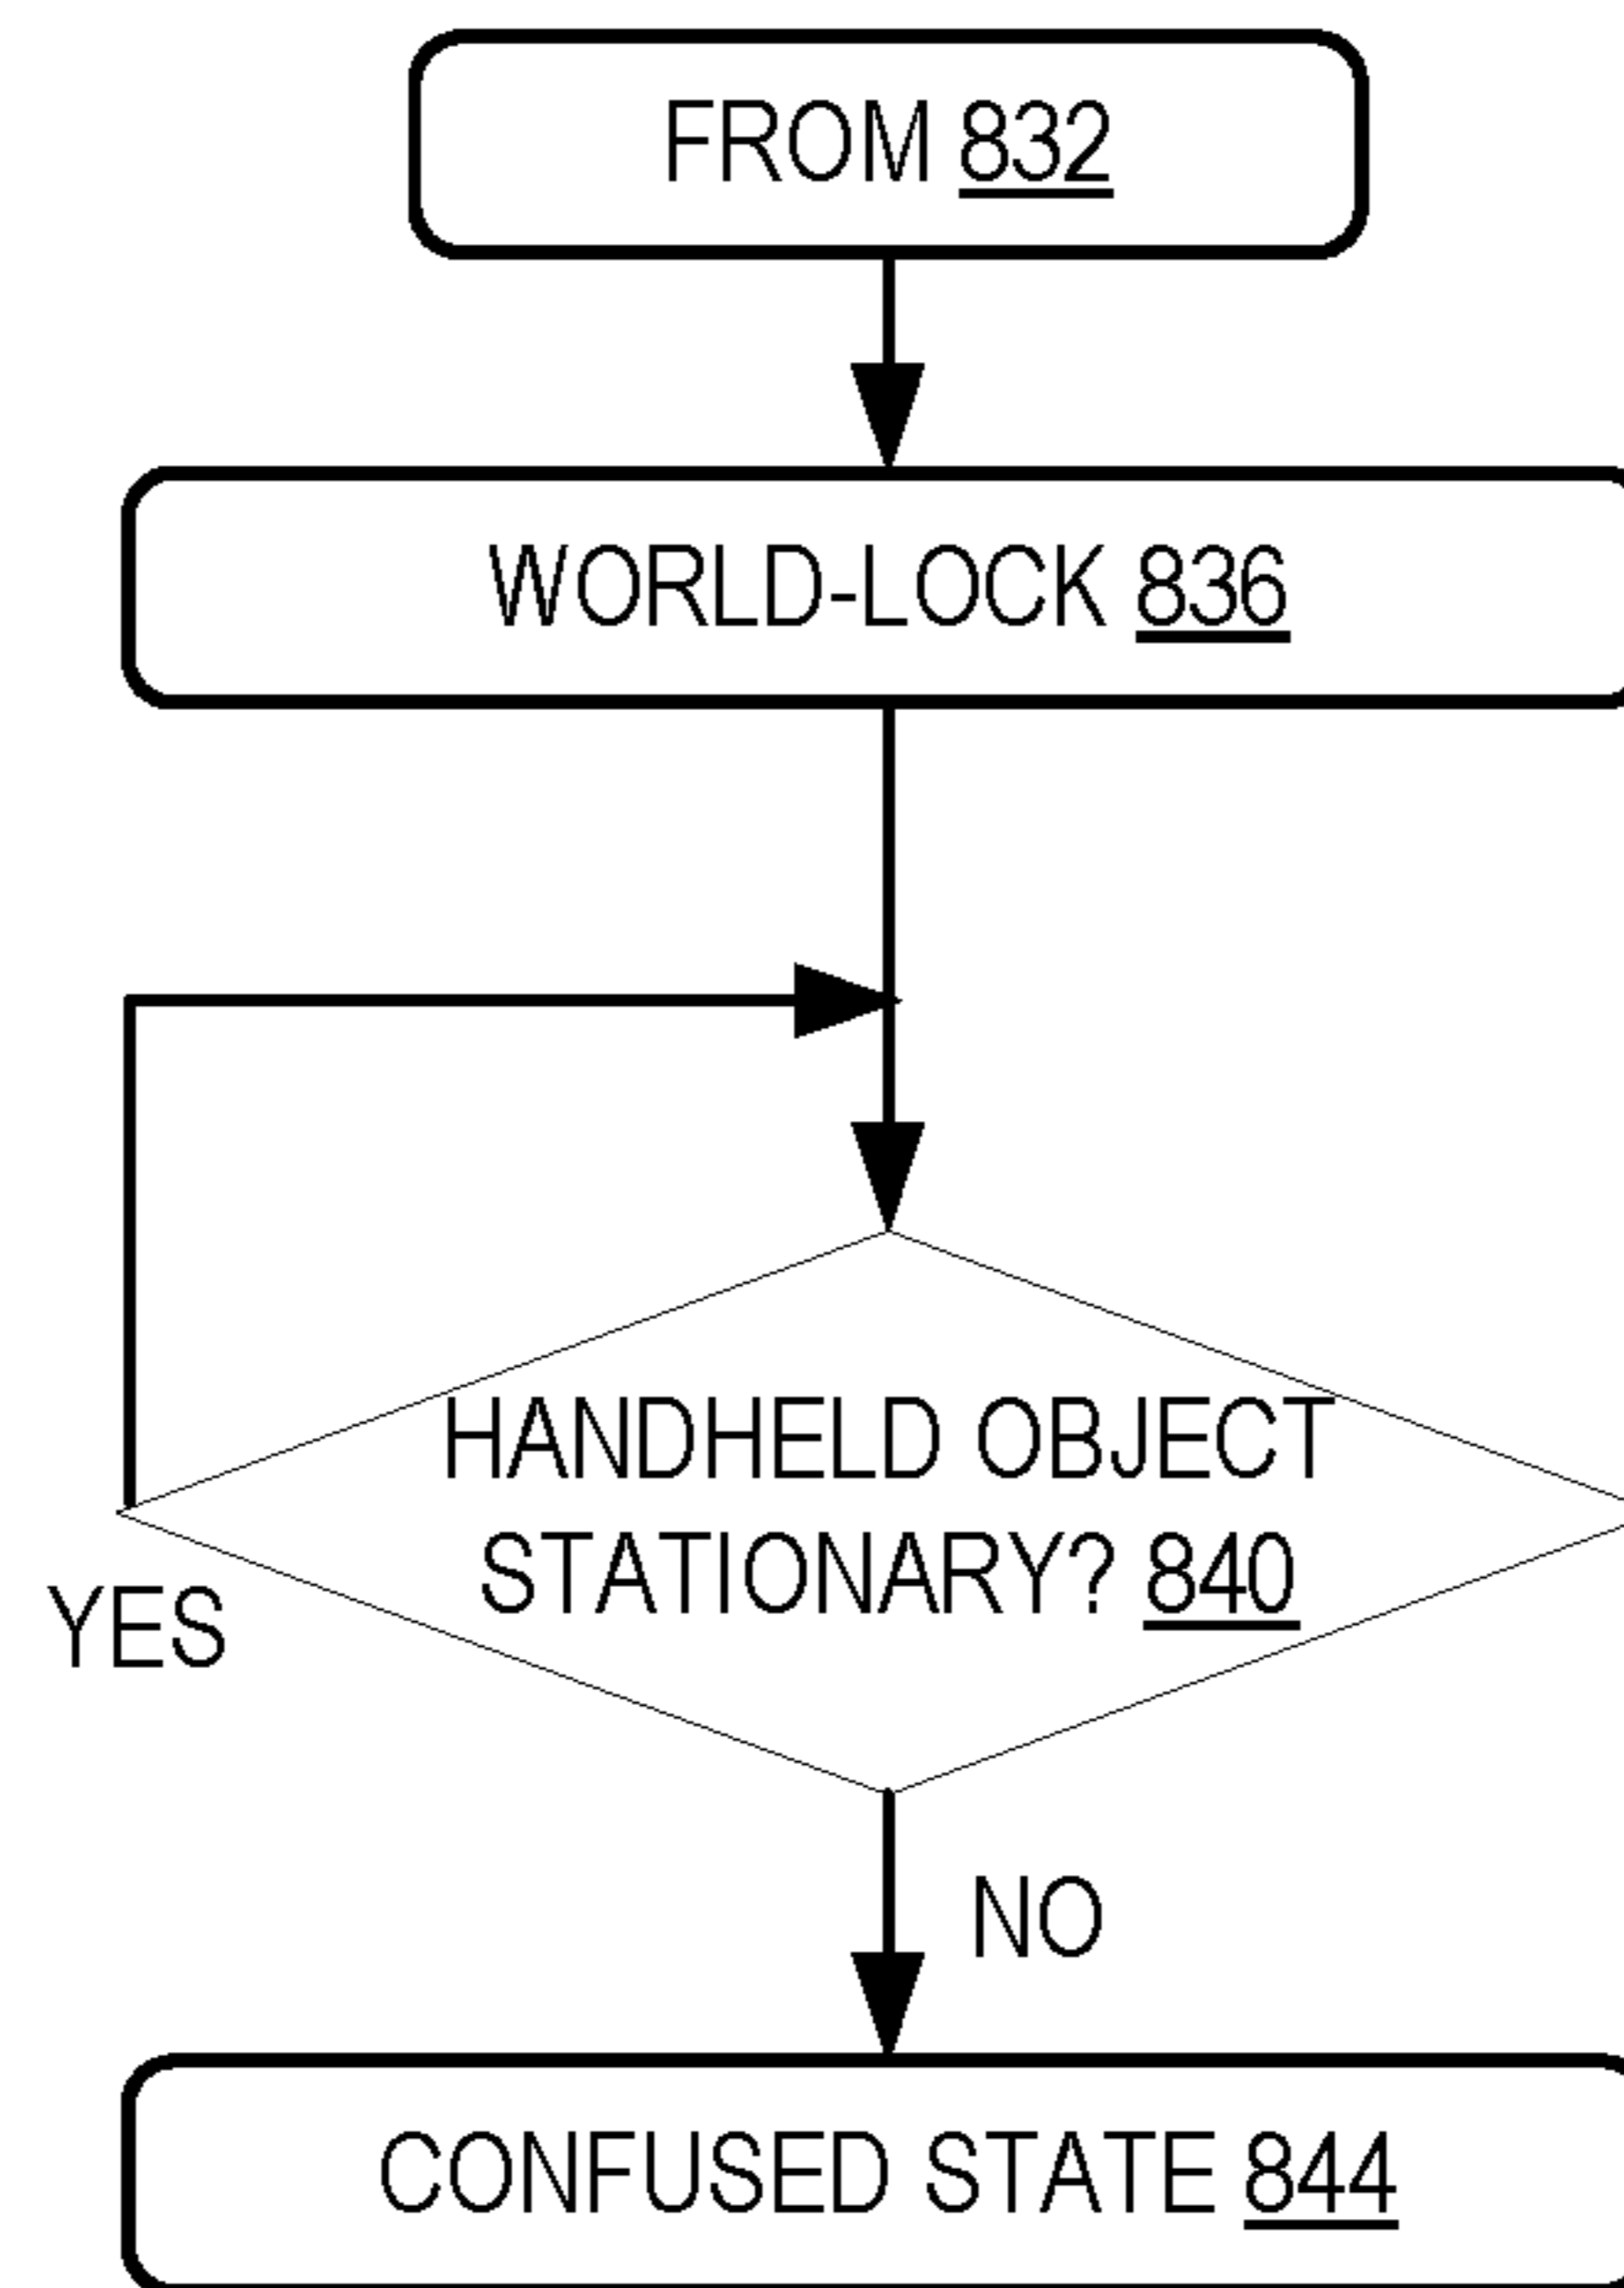 FROM 832
WORLD-LOCK 836
HANDHELD OBJECT
STATIONARY? 840
YES
NO
CONFUSED STATE 844